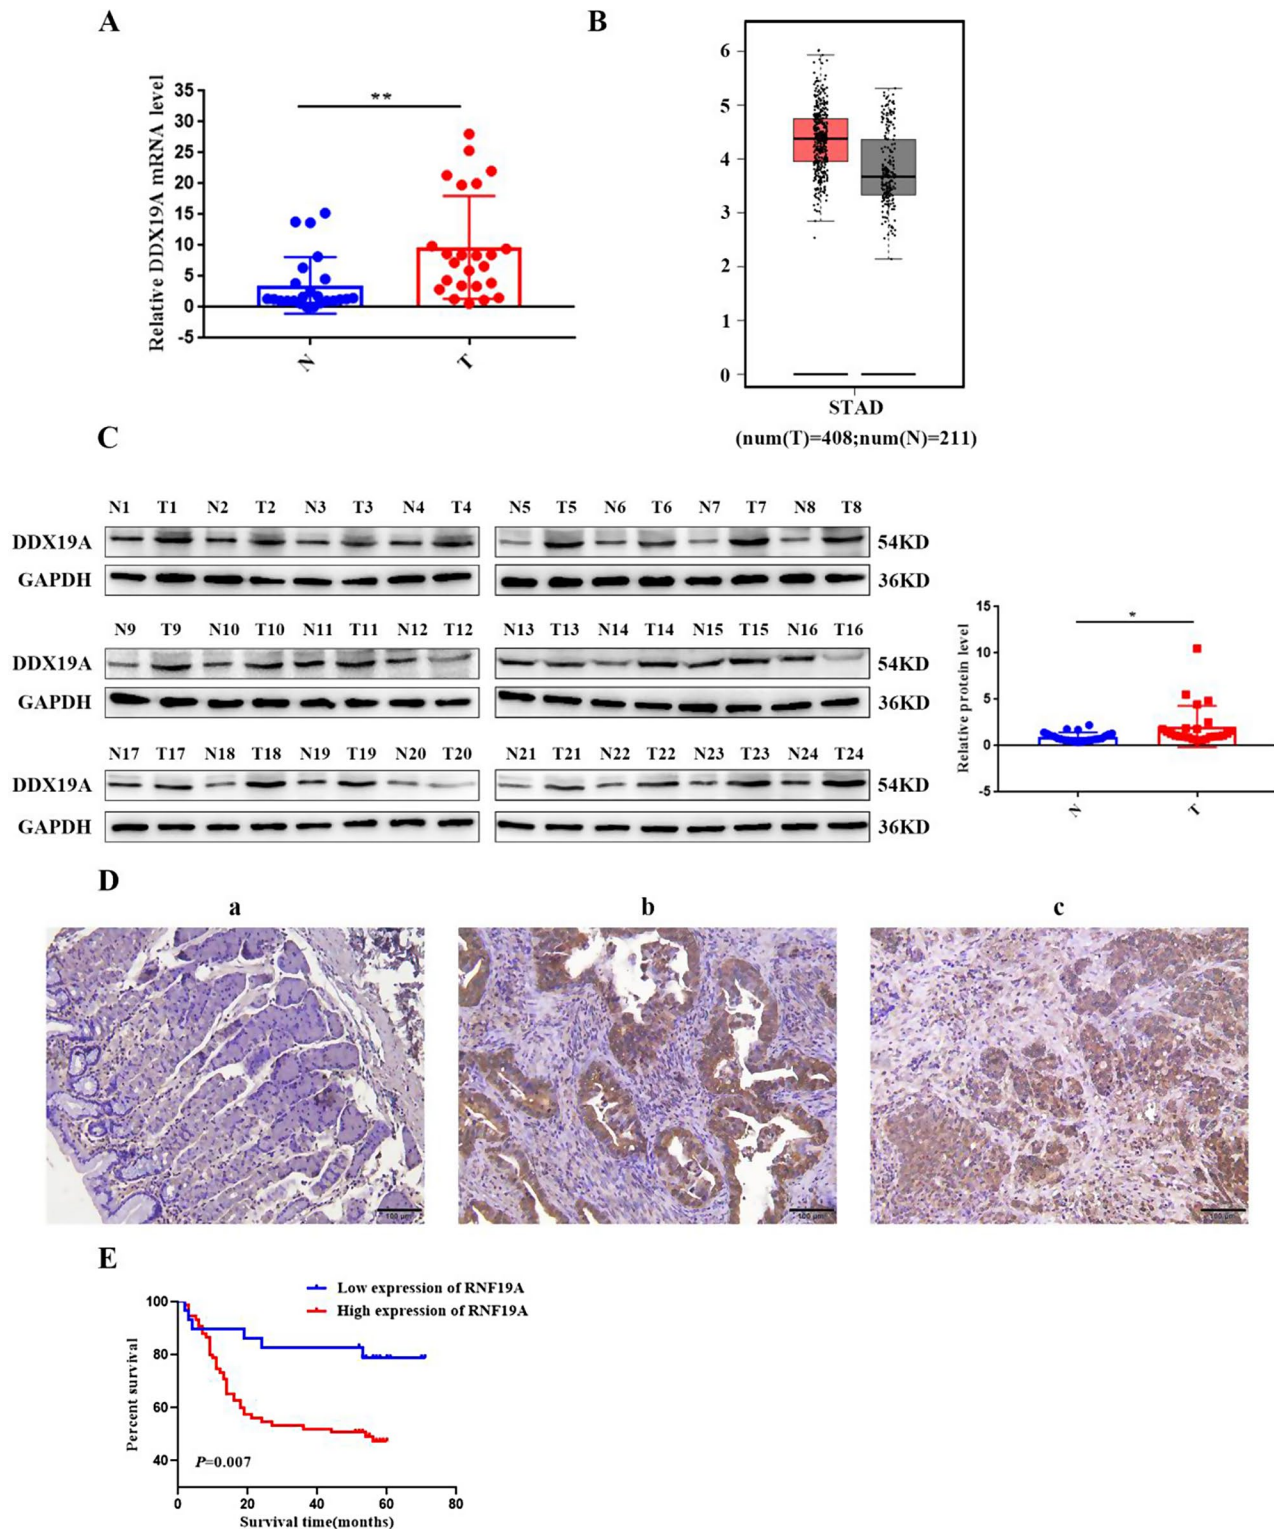 A
Relative DDX19A mRNA level
35
30
25
20
15
10
5
0
-5
**
N
T
B
6
5
4
3
2
1
0
STAD
(num(T)=408;num(N)=211)
C
N1 T1 N2 T2 N3 T3 N4 T4
N5 T5 N6 T6 N7 T7 N8 T8
DDX19A
54KD
GAPDH
36KD
N9 T9 N10 T10 N11 T11 N12 T12
N13 T13 N14 T14 N15 T15 N16 T16
DDX19A
54KD
GAPDH
36KD
N17 T17 N18 T18 N19 T19 N20 T20
N21 T21 N22 T22 N23 T23 N24 T24
DDX19A
54KD
GAPDH
36KD
Relative protein level
15
10
5
0
-5
*
N
T
D
a
b
c
100 μm
100 μm
100 μm
E
Low expression of RNF19A
High expression of RNF19A
Percent survival
100
80
60
40
P=0.007
0 20 40 60 80
Survival time(months)